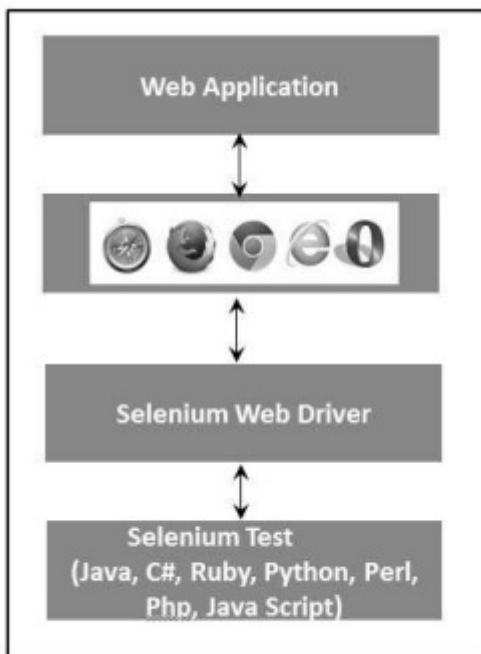 Web Application
Selenium Web Driver
Selenium Test
(Java, C#, Ruby, Python, Perl,
Php, Java Script)